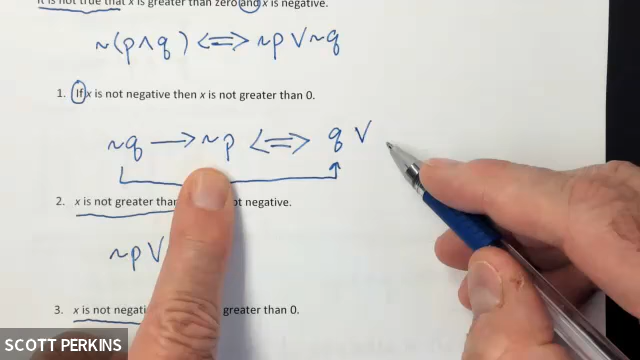 It is not true that x is greater than zero and x is negative.
~(p∧q) <=> ~p V ~q
1. If x is not negative then x is not greater than 0.
~q → ~p <=> q V
2. x is not greater than not negative.
~p V
3. x is not negati greater than 0.
SCOTT PERKINS